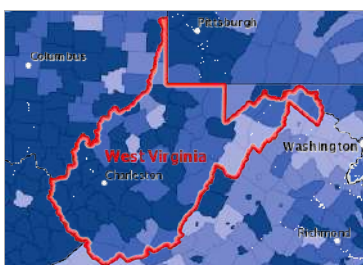 Pittsburgh
Columbus
West Virginia
Charleston
Washington
Richmond